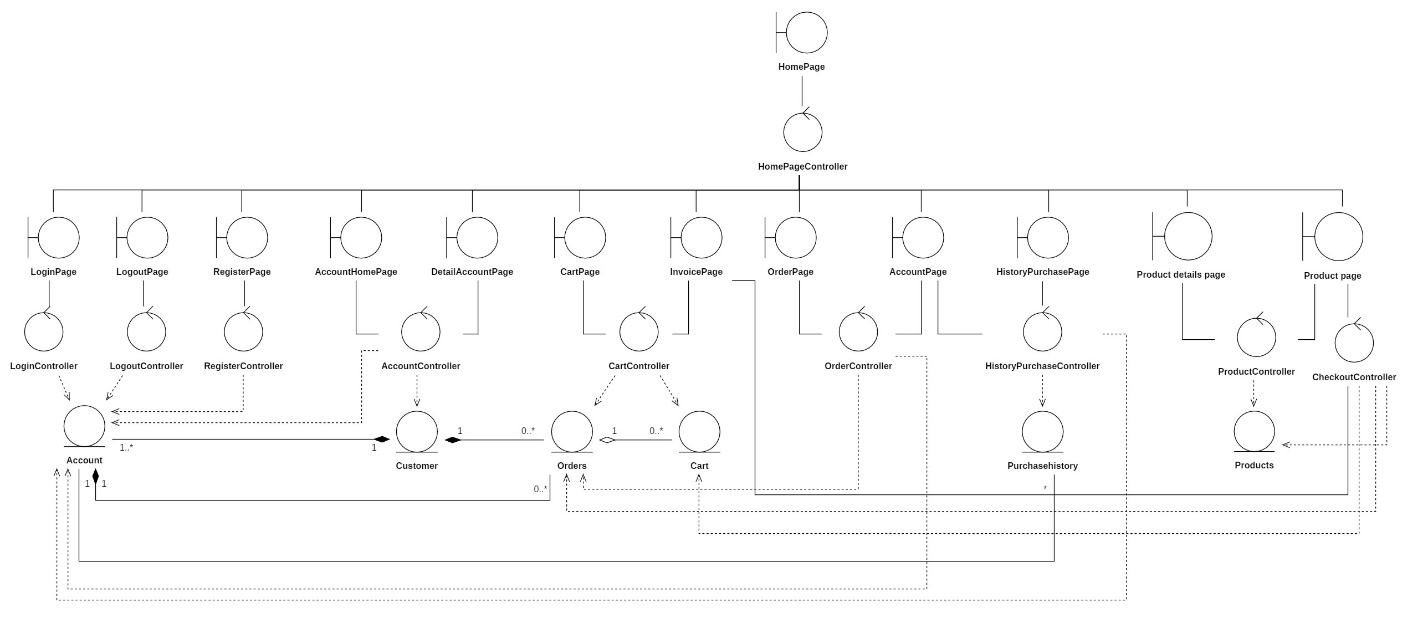 HomePage
HomePageController
LoginPage
LogoutPage
RegisterPage
AccountHomePage
DetailAccountPage
CartPage
InvoicePage
OrderPage
AccountPage
HistoryPurchasePage
Product details page
Product page
LoginController
LogoutController
RegisterController
AccountController
CartController
OrderController
HistoryPurchaseController
ProductController
CheckoutController
1..*
1
1
0..*
1
0..*
Account
Customer
Orders
Cart
Purchasehistory
Products
1
1
0..*
*